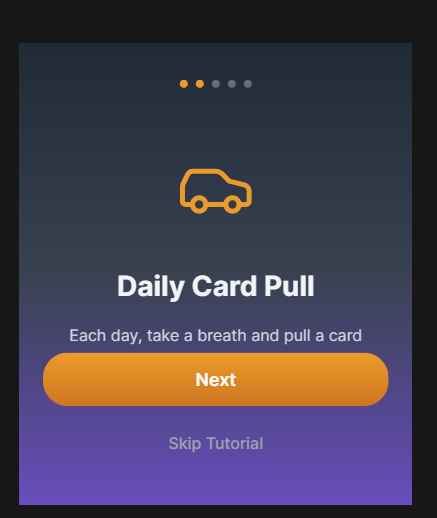 Daily Card Pull
Each day, take a breath and pull a card
Next
Skip Tutorial